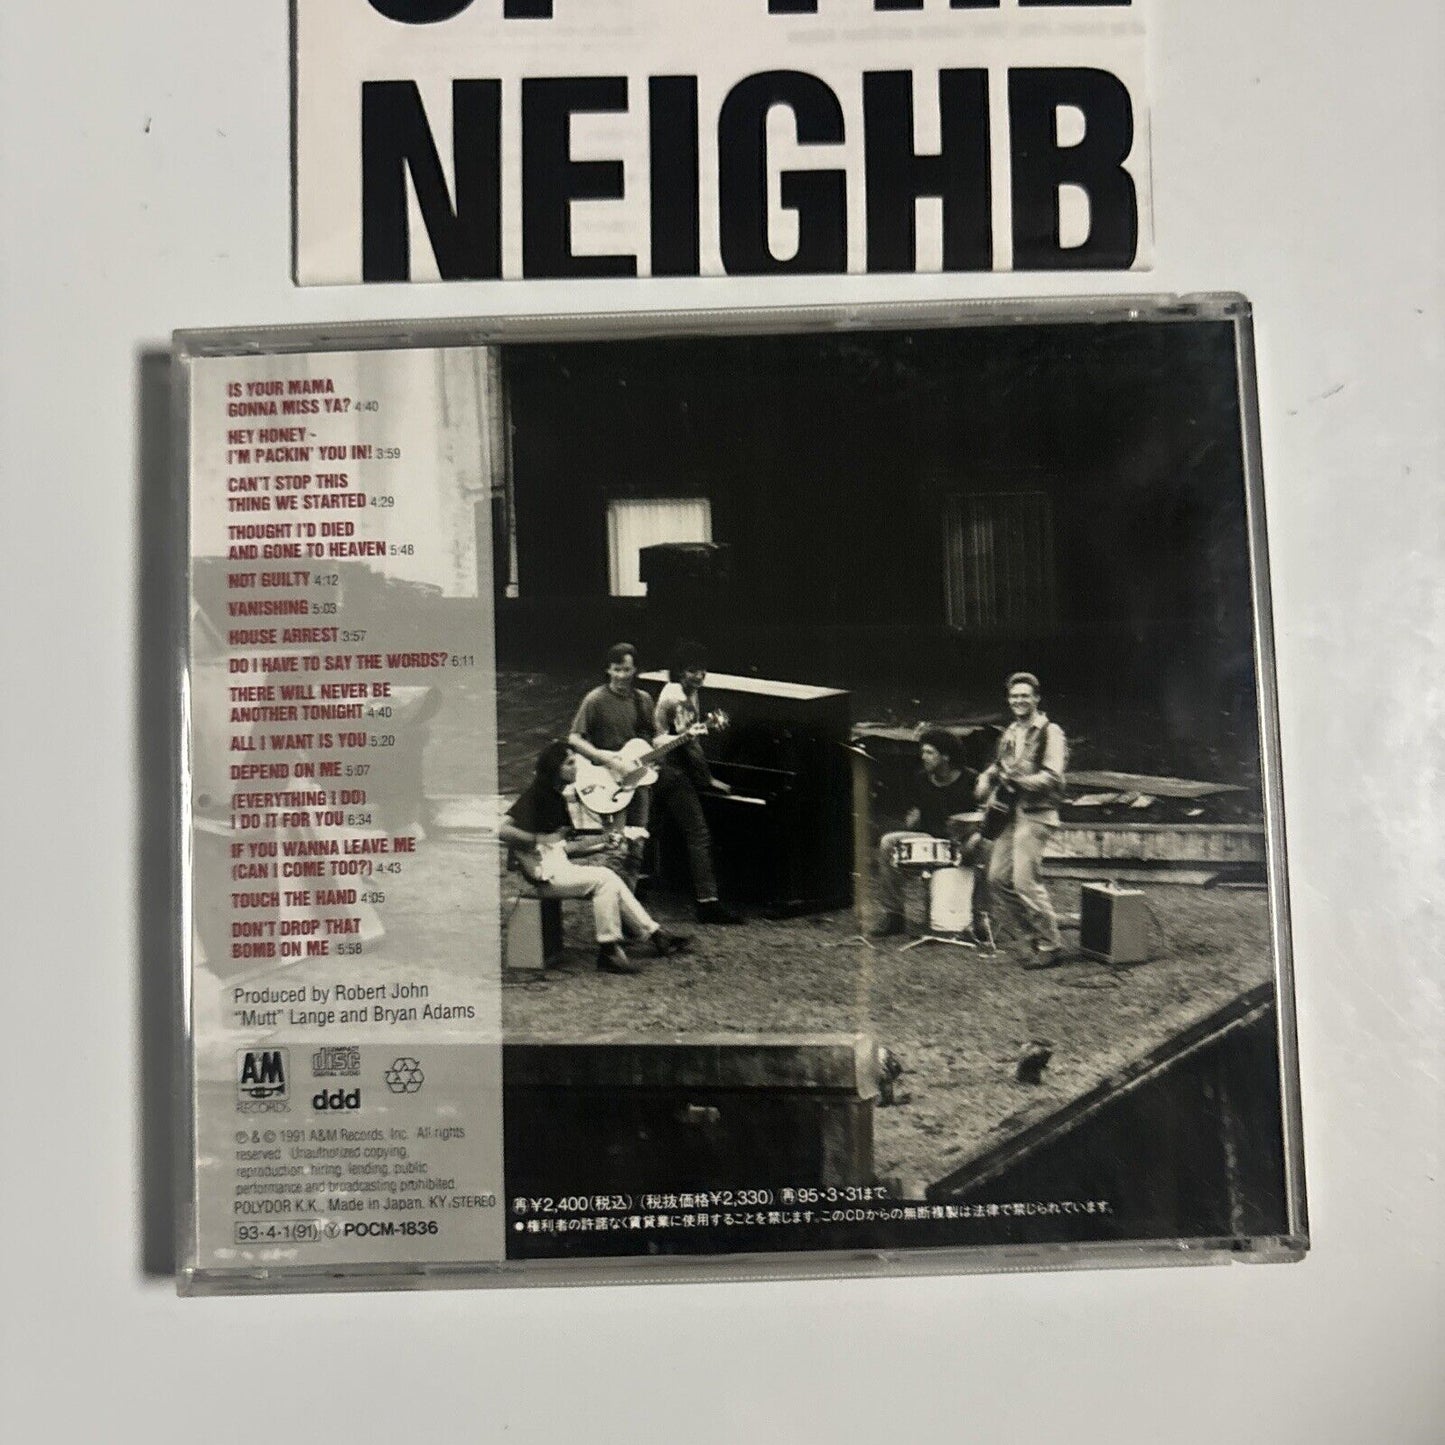 OF THE
NEIGHB
IS YOUR MAMA
GONNA MISS YA? 4:40
HEY HONEY -
I'M PACKIN' YOU IN! 3:59
CAN'T STOP THIS
THING WE STARTED 4:29
THOUGHT I'D DIED
AND GONE TO HEAVEN 5:48
NOT GUILTY 4:12
VANISHING 5:03
HOUSE ARREST 3:57
DO I HAVE TO SAY THE WORDS? 6:11
THERE WILL NEVER BE
ANOTHER TONIGHT 4:40
ALL I WANT IS YOU 5:20
DEPEND ON ME 5:07
(EVERYTHING I DO)
I DO IT FOR YOU 6:34
IF YOU WANNA LEAVE ME
(CAN I COME TOO?) 4:43
TOUCH THE HAND 4:05
DON'T DROP THAT
BOMB ON ME 5:58
Produced by Robert John
"Mutt" Lange and Bryan Adams
A&M
RECORDS
COMPACT
disc
DIGITAL AUDIO
ddd
℗ & © 1991 A&M Records, Inc. All rights
reserved. Unauthorized copying,
reproduction, hiring, lending, public
performance and broadcasting prohibited.
POLYDOR K.K., Made in Japan. KY, STEREO
93・4・1(91) Ⓨ POCM-1836
㊢¥2,400(税込) (税抜価格¥2,330) ㊢95・3・31まで
●権利者の許諾なく賃貸業に使用することを禁じます。このCDからの無断複製は法律で禁じられています。